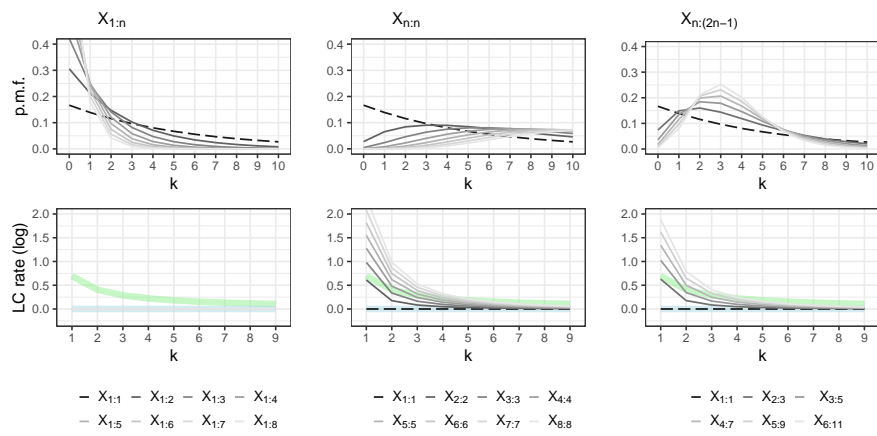 X1:n Xn:n Xn:(2n−1)
p.m.f.
0.4 0.3 0.2 0.1 0.0
0 1 2 3 4 5 6 7 8 9 10
k
0.4 0.3 0.2 0.1 0.0
0 1 2 3 4 5 6 7 8 9 10
k
0.4 0.3 0.2 0.1 0.0
0 1 2 3 4 5 6 7 8 9 10
k
LC rate (log)
2.0 1.5 1.0 0.5 0.0
1 2 3 4 5 6 7 8 9
k
2.0 1.5 1.0 0.5 0.0
1 2 3 4 5 6 7 8 9
k
2.0 1.5 1.0 0.5 0.0
1 2 3 4 5 6 7 8 9
k
X1:1 X1:2 X1:3 X1:4
X1:5 X1:6 X1:7 X1:8
X1:1 X2:2 X3:3 X4:4
X5:5 X6:6 X7:7 X8:8
X1:1 X2:3 X3:5
X4:7 X5:9 X6:11